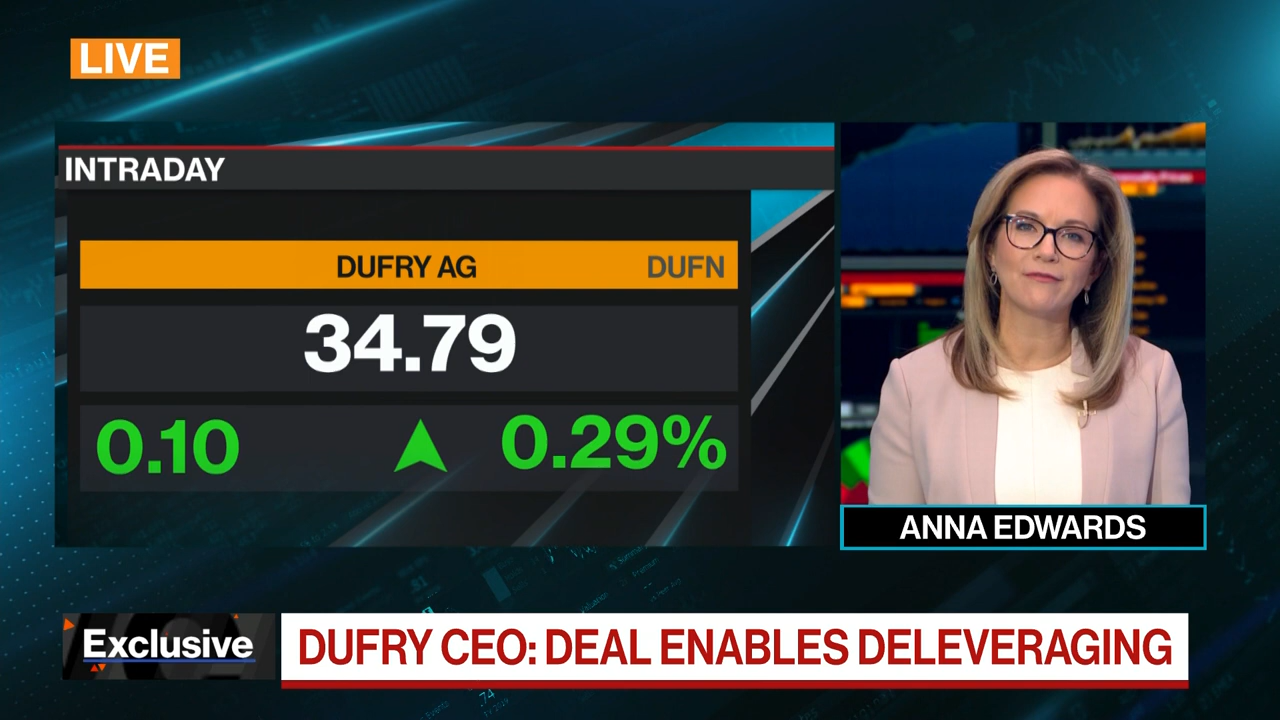 LIVE
INTRADAY
DUFRY AG DUFN
34.79
0.10 0.29%
ANNA EDWARDS
Exclusive
DUFRY CEO: DEAL ENABLES DELEVERAGING